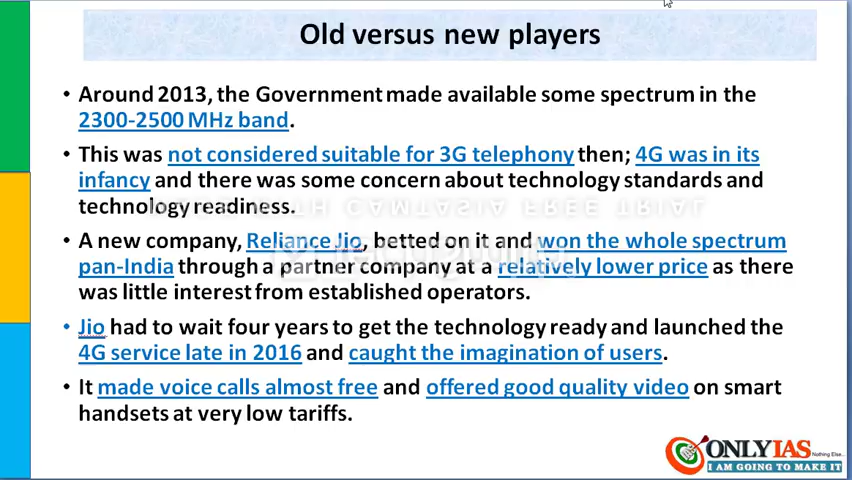 Old versus new players
• Around 2013, the Government made available some spectrum in the
2300-2500 MHz band.
• This was not considered suitable for 3G telephony then; 4G was in its
infancy and there was some concern about technology standards and
technology readiness.
• A new company, Reliance Jio, betted on it and won the whole spectrum
pan-India through a partner company at a relatively lower price as there
was little interest from established operators.
• Jio had to wait four years to get the technology ready and launched the
4G service late in 2016 and caught the imagination of users.
• It made voice calls almost free and offered good quality video on smart
handsets at very low tariffs.
ONLYIAS
Nothing Else..
I AM GOING TO MAKE IT